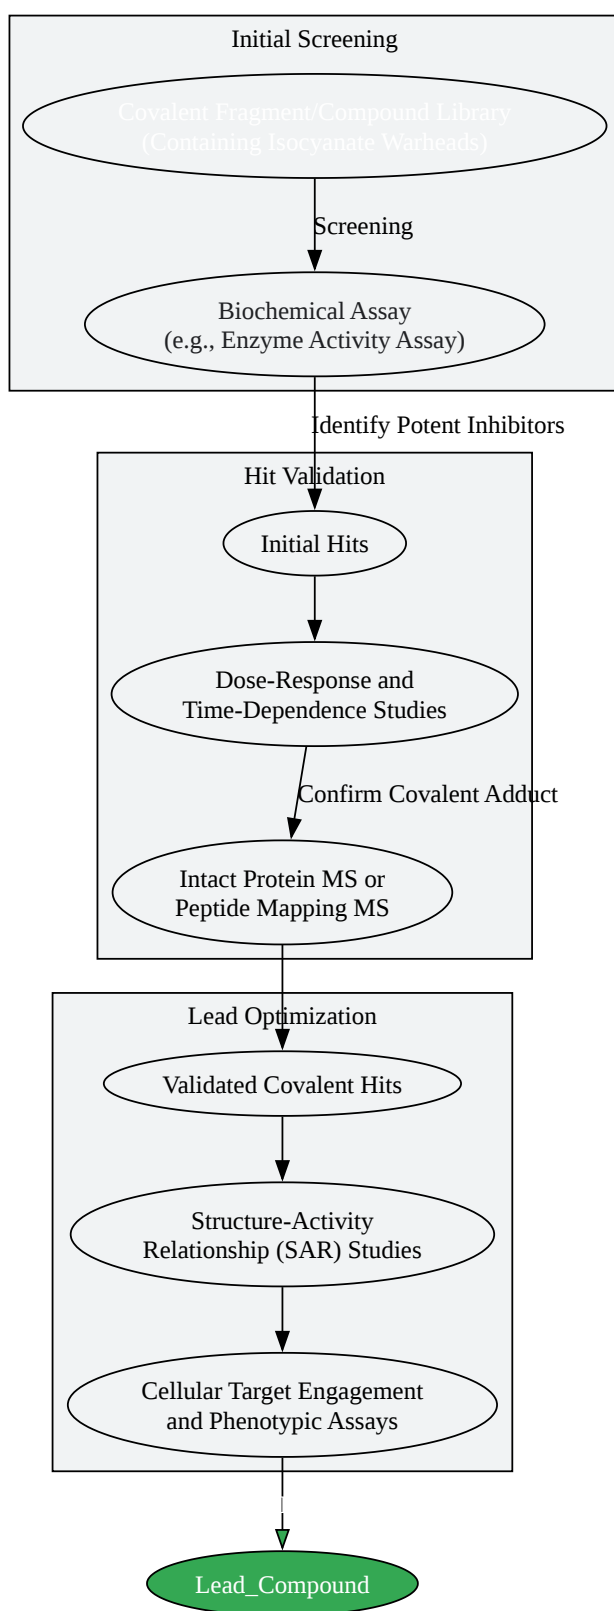 Initial Screening
Covalent Fragment/Compound Library
(Containing Isocyanate Warheads)
Screening
Biochemical Assay
(e.g., Enzyme Activity Assay)
Identify Potent Inhibitors
Hit Validation
Initial Hits
Dose-Response and
Time-Dependence Studies
Confirm Covalent Adduct
Intact Protein MS or
Peptide Mapping MS
Lead Optimization
Validated Covalent Hits
Structure-Activity
Relationship (SAR) Studies
Cellular Target Engagement
and Phenotypic Assays
Lead_Compound